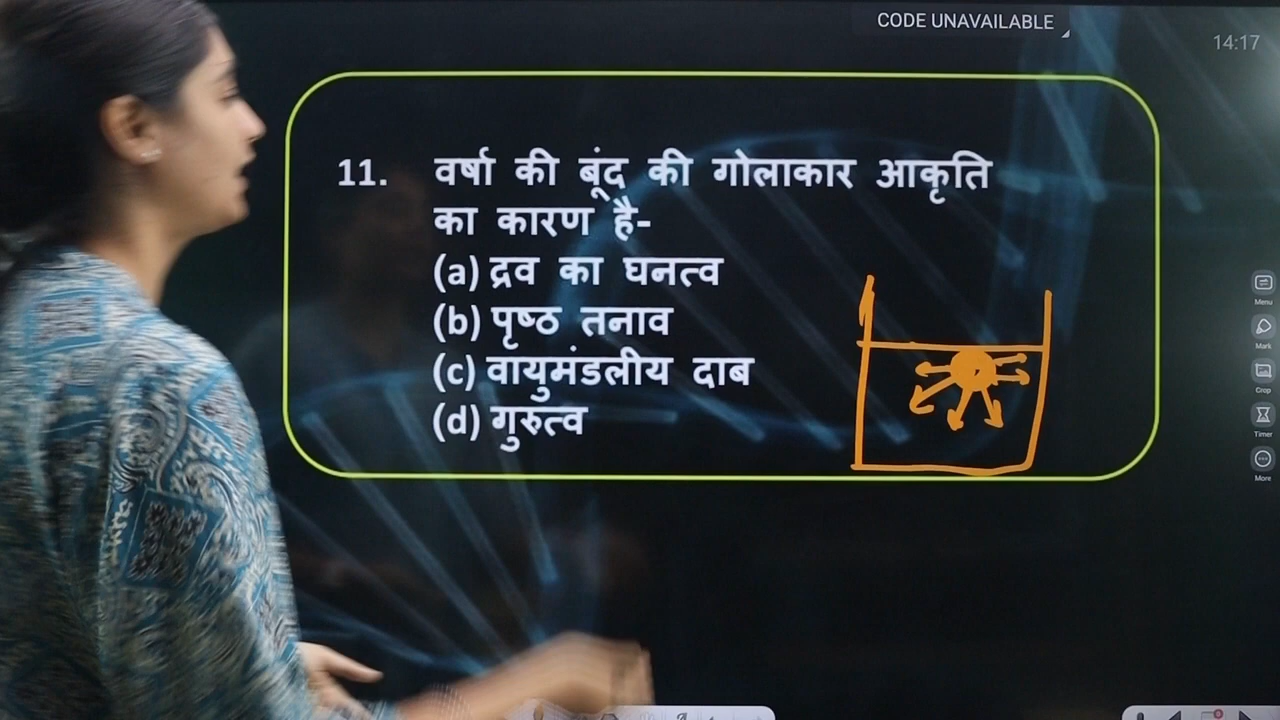 CODE UNAVAILABLE
14:17
11. वर्षा की बूंद की गोलाकार आकृति
का कारण है-
(a) द्रव का घनत्व
(b) पृष्ठ तनाव
(c) वायुमंडलीय दाब
(d) गुरुत्व
Menu
Mark
Crop
Timer
More